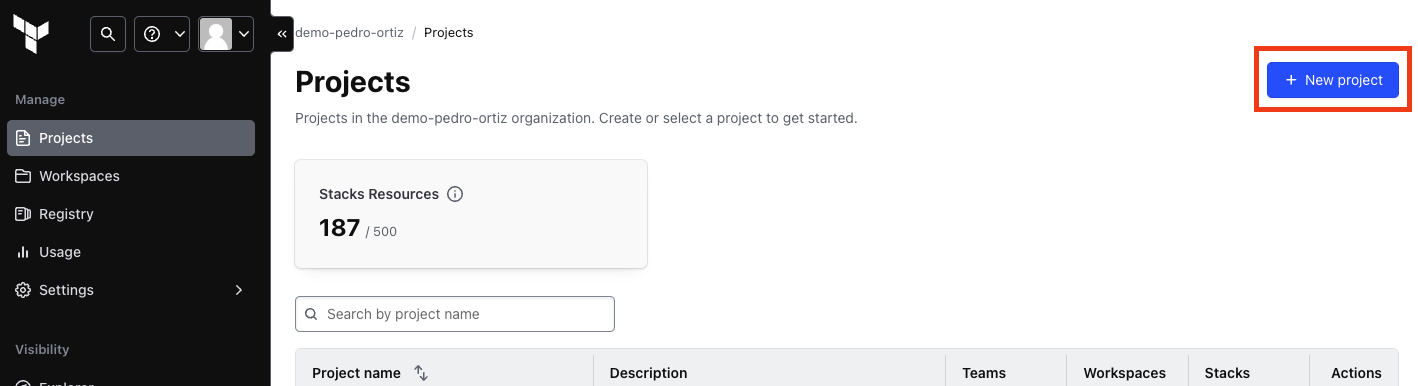 demo-pedro-ortiz / Projects
Projects
+ New project
Projects in the demo-pedro-ortiz organization. Create or select a project to get started.
Manage
Projects
Workspaces
Registry
Usage
Settings
Visibility
Explorer
Stacks Resources
187 / 500
Search by project name
Project name Description Teams Workspaces Stacks Actions